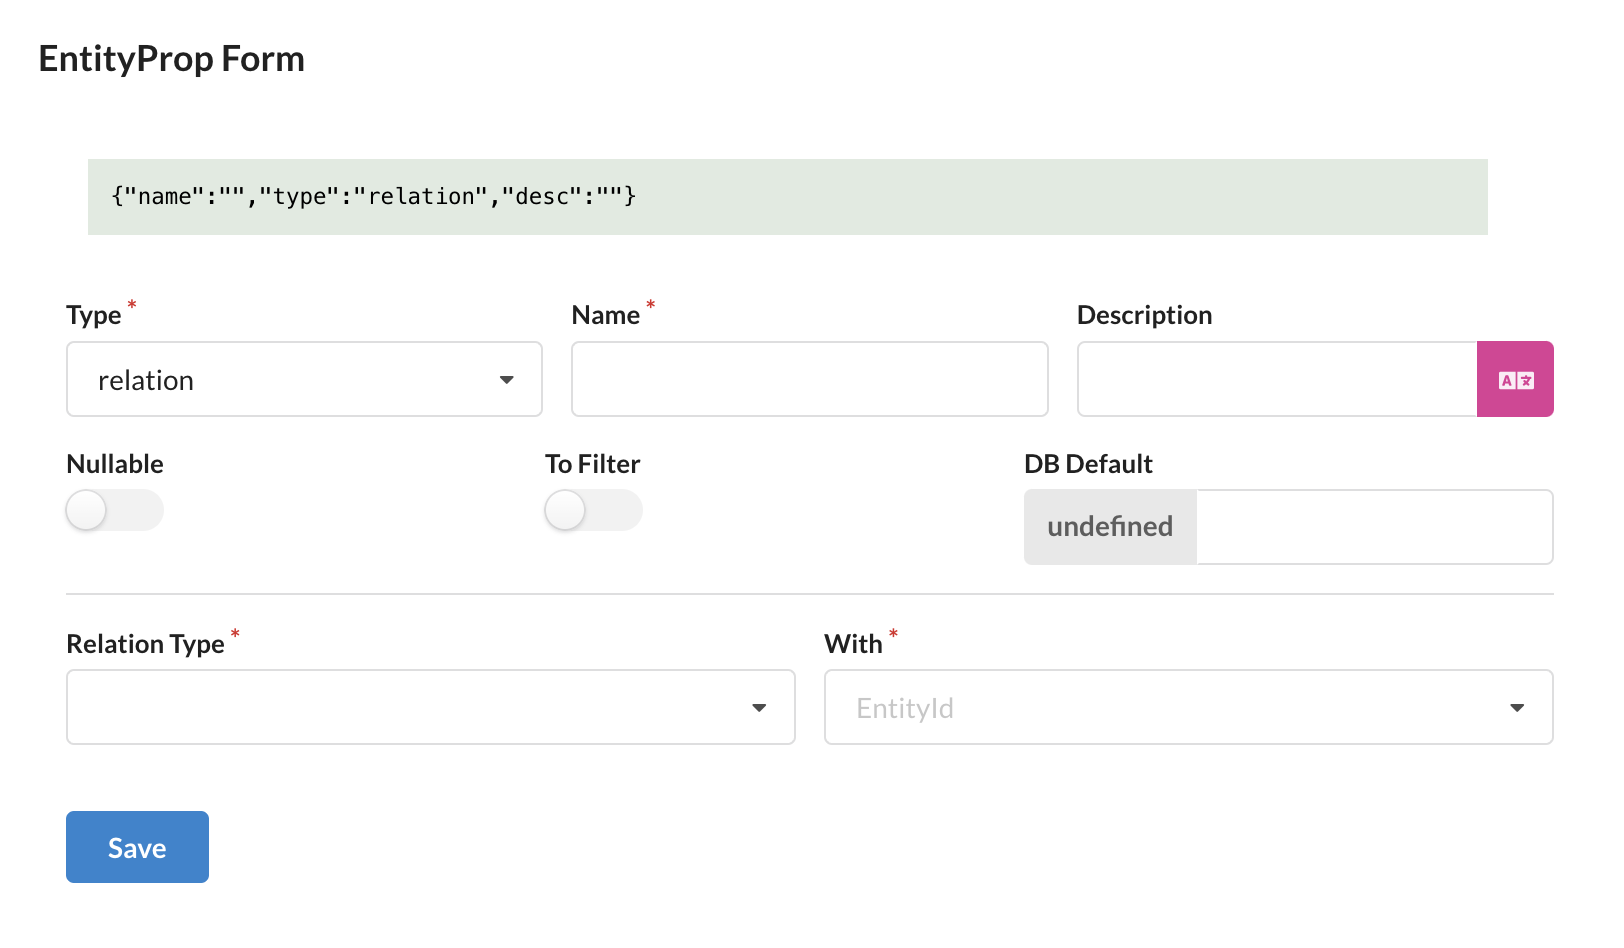 EntityProp Form
{"name":"","type":"relation","desc":""}
Type *
Name *
Description
relation
A 文
Nullable
To Filter
DB Default
undefined
Relation Type *
With *
EntityId
Save